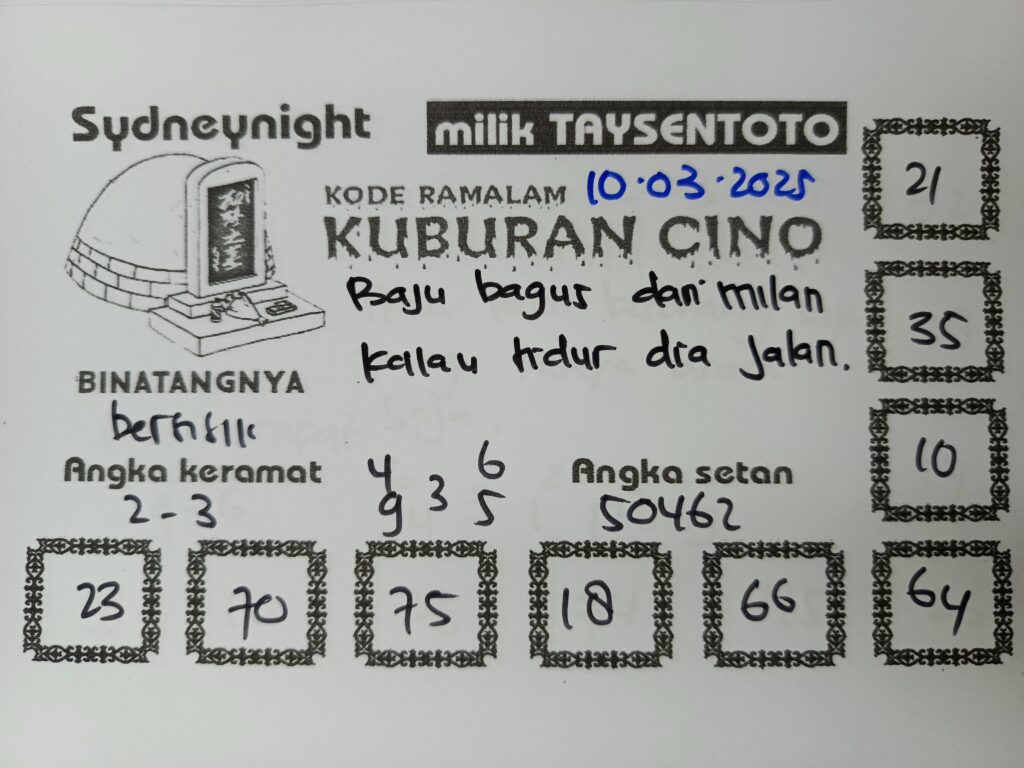 Sydneynight
milik TAYSENTOTO
KODE RAMALAM 10.03.2025
KUBURAN CINO
Baju bagus dari milan
kalau tidur dia jalan.
BINATANGNYA
bertisik
Angka keramat
2 - 3
4 6
3
9 5
Angka setan
50462
21
35
10
23 70 75 18 66 64